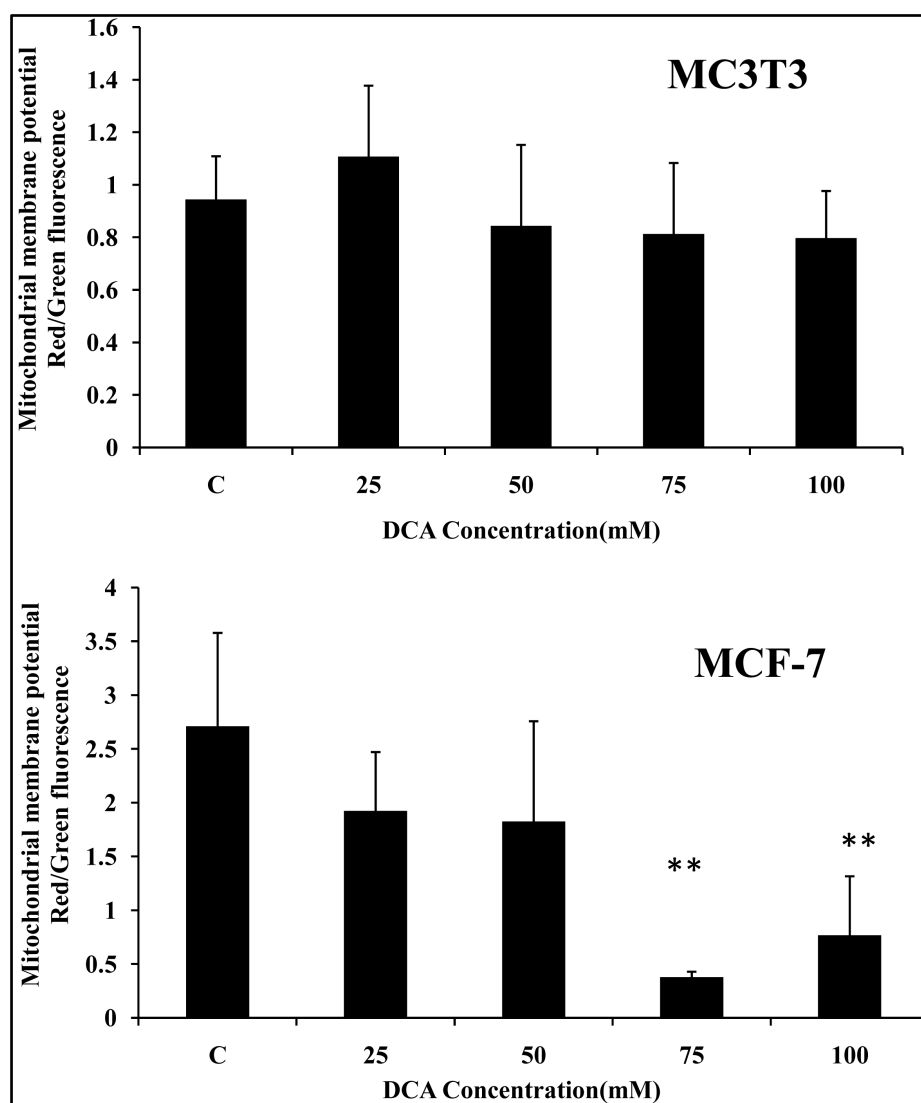 Mitochondrial membrane potential
Red/Green fluorescence
1.6
1.4
1.2
1
0.8
0.6
0.4
0.2
0
MC3T3
C 25 50 75 100
DCA Concentration(mM)
Mitochondrial membrane potential
Red/Green fluorescence
4
3.5
3
2.5
2
1.5
1
0.5
0
MCF-7
**
**
C 25 50 75 100
DCA Concentration(mM)